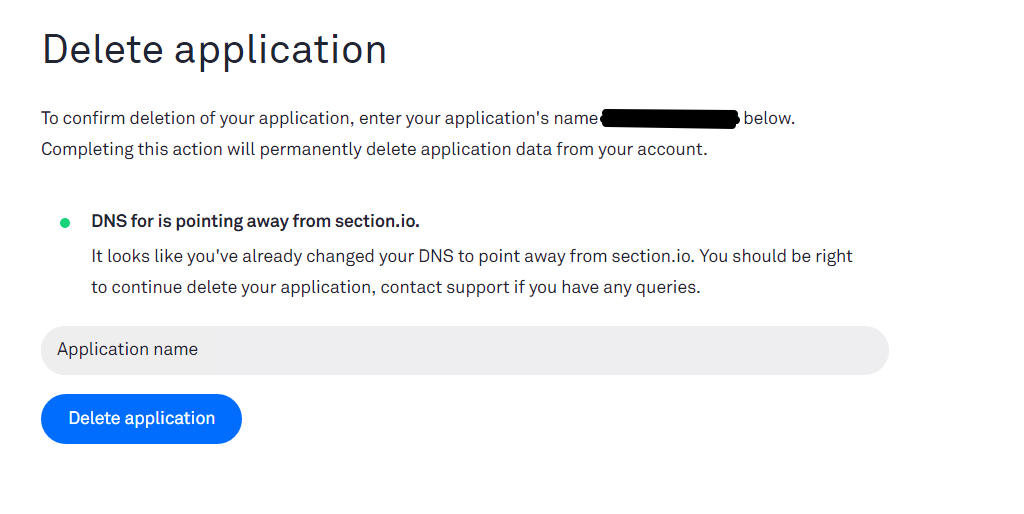 Delete application
To confirm deletion of your application, enter your application's name below.
Completing this action will permanently delete application data from your account.
DNS for is pointing away from section.io.
It looks like you've already changed your DNS to point away from section.io. You should be right
to continue delete your application, contact support if you have any queries.
Application name
Delete application